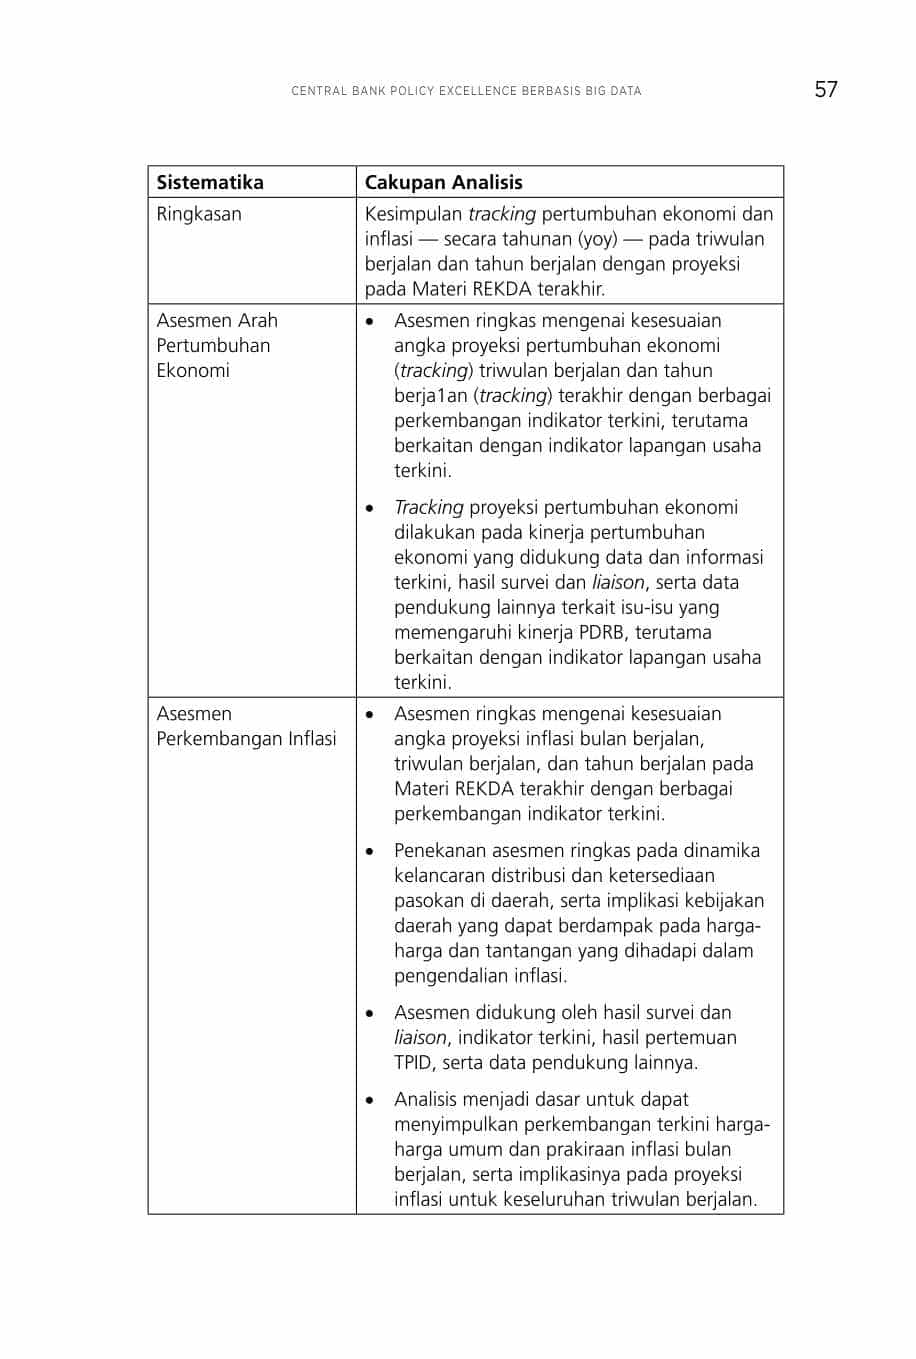 CENTRAL BANK POLICY EXCELLENCE BERBASIS BIG DATA
57
Sistematika
Cakupan Analisis
Ringkasan
Kesimpulan tracking pertumbuhan ekonomi dan
inflasi — secara tahunan (yoy) — pada triwulan
berjalan dan tahun berjalan dengan proyeksi
pada Materi REKDA terakhir.
Asesmen Arah
Pertumbuhan
Ekonomi
• Asesmen ringkas mengenai kesesuaian
angka proyeksi pertumbuhan ekonomi
(tracking) triwulan berjalan dan tahun
berja1an (tracking) terakhir dengan berbagai
perkembangan indikator terkini, terutama
berkaitan dengan indikator lapangan usaha
terkini.
• Tracking proyeksi pertumbuhan ekonomi
dilakukan pada kinerja pertumbuhan
ekonomi yang didukung data dan informasi
terkini, hasil survei dan liaison, serta data
pendukung lainnya terkait isu-isu yang
memengaruhi kinerja PDRB, terutama
berkaitan dengan indikator lapangan usaha
terkini.
Asesmen
Perkembangan Inflasi
• Asesmen ringkas mengenai kesesuaian
angka proyeksi inflasi bulan berjalan,
triwulan berjalan, dan tahun berjalan pada
Materi REKDA terakhir dengan berbagai
perkembangan indikator terkini.
• Penekanan asesmen ringkas pada dinamika
kelancaran distribusi dan ketersediaan
pasokan di daerah, serta implikasi kebijakan
daerah yang dapat berdampak pada harga-
harga dan tantangan yang dihadapi dalam
pengendalian inflasi.
• Asesmen didukung oleh hasil survei dan
liaison, indikator terkini, hasil pertemuan
TPID, serta data pendukung lainnya.
• Analisis menjadi dasar untuk dapat
menyimpulkan perkembangan terkini harga-
harga umum dan prakiraan inflasi bulan
berjalan, serta implikasinya pada proyeksi
inflasi untuk keseluruhan triwulan berjalan.